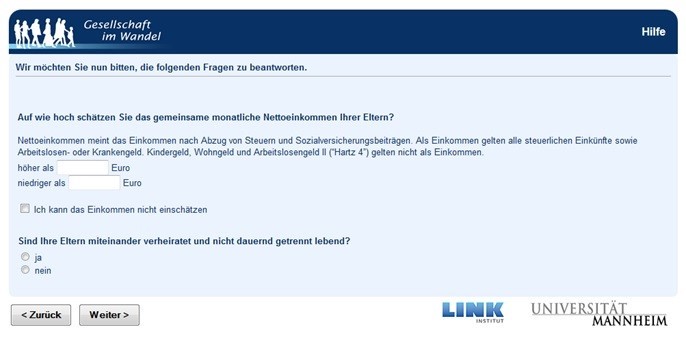 Gesellschaft
im Wandel
Hilfe
Wir möchten Sie nun bitten, die folgenden Fragen zu beantworten.
Auf wie hoch schätzen Sie das gemeinsame monatliche Nettoeinkommen Ihrer Eltern?
Nettoeinkommen meint das Einkommen nach Abzug von Steuern und Sozialversicherungsbeiträgen. Als Einkommen gelten alle steuerlichen Einkünfte sowie
Arbeitslosen- oder Krankengeld. Kindergeld, Wohngeld und Arbeitslosengeld II ("Hartz 4") gelten nicht als Einkommen.
höher als Euro
niedriger als Euro
Ich kann das Einkommen nicht einschätzen
Sind Ihre Eltern miteinander verheiratet und nicht dauernd getrennt lebend?
ja
nein
< Zurück Weiter >
LINK
INSTITUT
UNIVERSITÄT
MANNHEIM